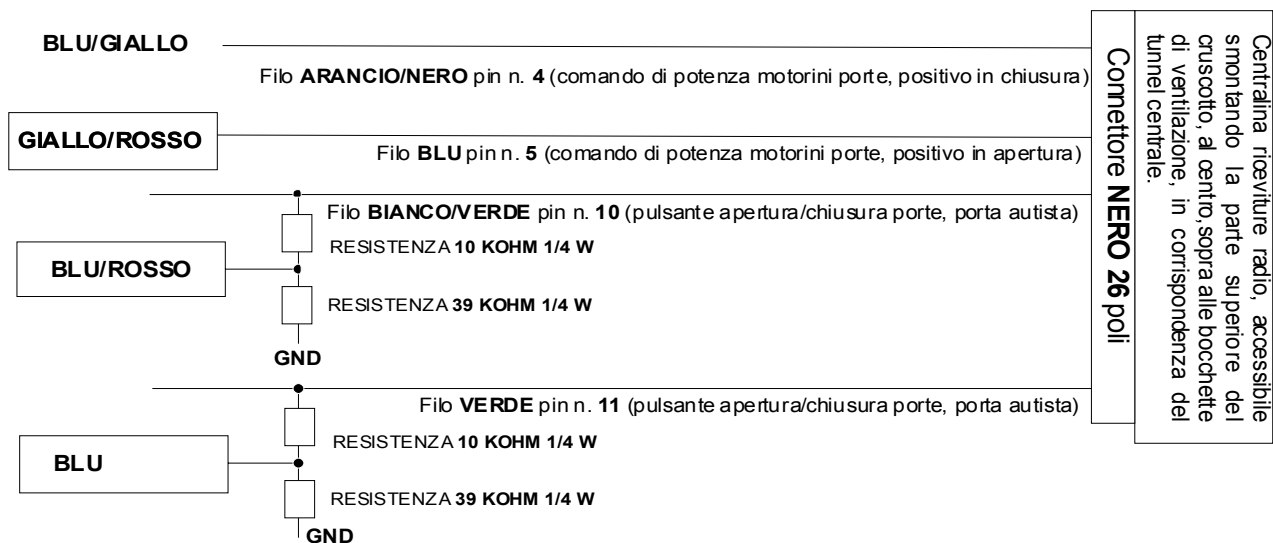 BLU/GIALLO
Filo ARANCIO/NERO pin n. 4 (comando di potenza motorini porte, positivo in chiusura)
GIALLO/ROSSO
Filo BLU pin n. 5 (comando di potenza motorini porte, positivo in apertura)
Filo BIANCO/VERDE pin n. 10 (pulsante apertura/chiusura porte, porta autista)
RESISTENZA 10 KOHM 1/4 W
BLU/ROSSO
RESISTENZA 39 KOHM 1/4 W
GND
Filo VERDE pin n. 11 (pulsante apertura/chiusura porte, porta autista)
RESISTENZA 10 KOHM 1/4 W
BLU
RESISTENZA 39 KOHM 1/4 W
GND
Connettore NERO 26 poli
Centralina riceviture radio, accessibile
smontando la parte superiore del
cruscotto, al centro, sopra alle bocchette
di ventilazione, in corrispondenza del
tunnel centrale.